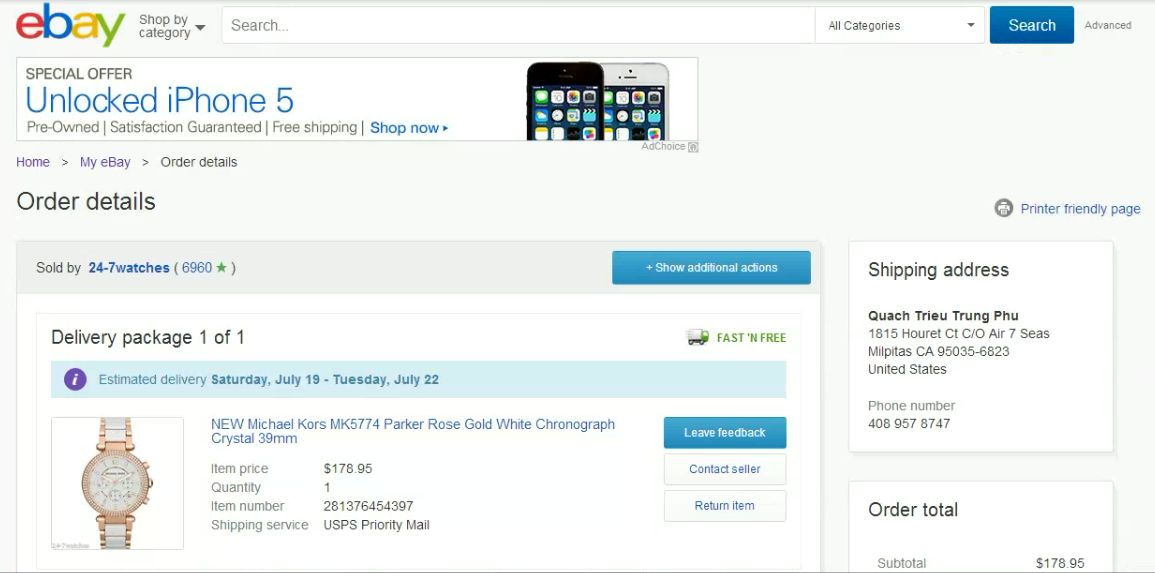 ebay
Shop by
category
Search...
All Categories
Search
Advanced
SPECIAL OFFER
Unlocked iPhone 5
Pre-Owned | Satisfaction Guaranteed | Free shipping | Shop now
AdChoice
Home > My eBay > Order details
Order details
Printer friendly page
Sold by 24-7watches ( 6960 ★ )
+ Show additional actions
Delivery package 1 of 1
FAST 'N FREE
i Estimated delivery Saturday, July 19 - Tuesday, July 22
24-7watches
NEW Michael Kors MK5774 Parker Rose Gold White Chronograph
Crystal 39mm
Item price $178.95
Quantity 1
Item number 281376454397
Shipping service USPS Priority Mail
Leave feedback
Contact seller
Return item
Shipping address
Quach Trieu Trung Phu
1815 Houret Ct C/O Air 7 Seas
Milpitas CA 95035-6823
United States
Phone number
408 957 8747
Order total
Subtotal $178.95